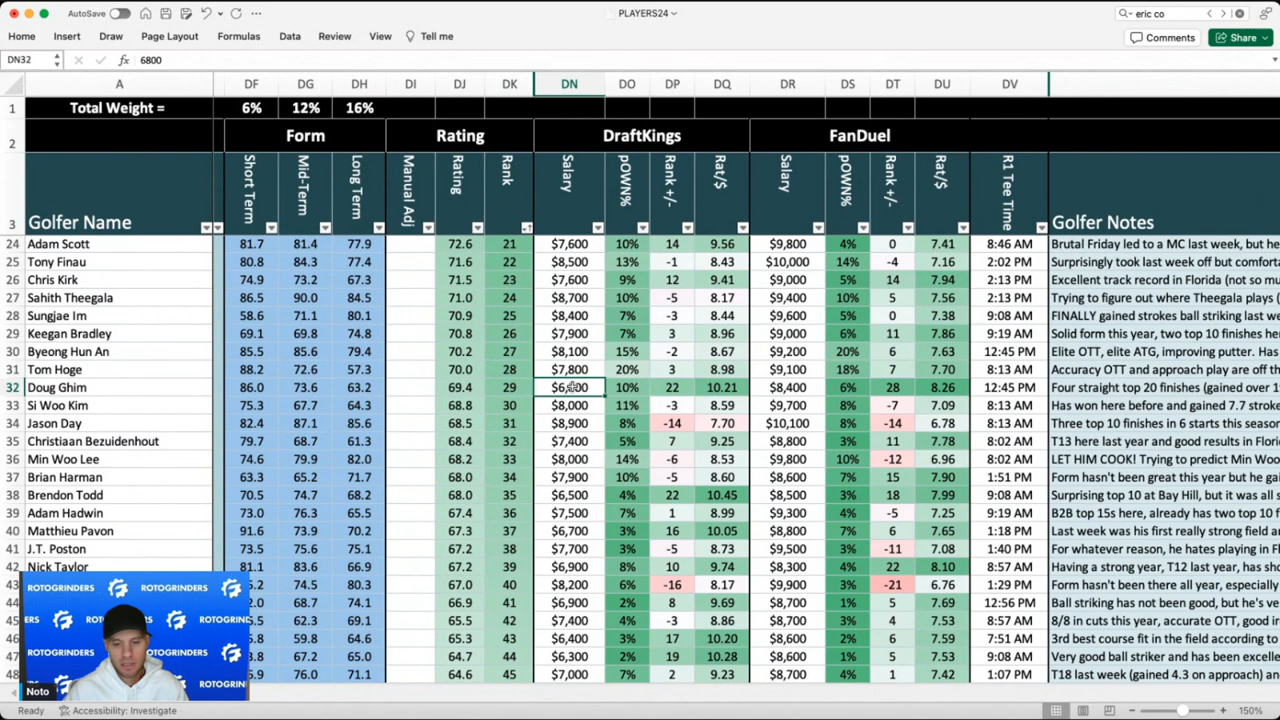 AutoSave PLAYERS24 eric co
Home Insert Draw Page Layout Formulas Data Review View Tell me Comments Share
DN32 fx 6800
A DF DG DH DI DJ DK DN DO DP DQ DR DS DT DU DV
1 Total Weight = 6% 12% 16%
2 Form Rating DraftKings FanDuel
3 Golfer Name Short Term Mid-Term Long Term Manual Adj Rating Rank Salary pOWN% Rank +/- Rat/$ Salary pOWN% Rank +/- Rat/$ R1 Tee Time Golfer Notes
24 Adam Scott 81.7 81.4 77.9 72.6 21 $7,600 10% 14 9.56 $9,800 4% 0 7.41 8:46 AM Brutal Friday led to a MC last week, but he
25 Tony Finau 80.8 84.3 77.4 71.6 22 $8,500 13% -1 8.43 $10,000 14% -4 7.16 2:02 PM Surprisingly took last week off but comforta
26 Chris Kirk 74.9 73.2 67.3 71.5 23 $7,600 9% 12 9.41 $9,000 5% 14 7.94 2:13 PM Excellent track record in Florida (not so mu
27 Sahith Theegala 86.5 90.0 84.5 71.0 24 $8,700 10% -5 8.17 $9,400 10% 5 7.56 2:13 PM Trying to figure out where Theegala plays (
28 Sungjae Im 58.6 71.1 80.1 70.9 25 $8,400 7% -3 8.44 $9,600 5% 0 7.38 9:08 AM FINALLY gained strokes ball striking last we
29 Keegan Bradley 69.1 69.8 74.8 70.8 26 $7,900 7% 3 8.96 $9,000 6% 11 7.86 9:19 AM Solid form this year, two top 10 finishes her
30 Byeong Hun An 85.5 85.6 79.4 70.2 27 $8,100 15% -2 8.67 $9,200 20% 6 7.63 12:45 PM Elite OTT, elite ATG, improving putter. Has
31 Tom Hoge 88.2 72.6 57.3 70.0 28 $7,800 20% 3 8.98 $9,100 18% 7 7.70 8:13 AM Accuracy OTT and approach play are all ch
32 Doug Ghim 86.0 73.6 63.2 69.4 29 10% 22 10.21 $8,400 6% 28 8.26 12:45 PM Four straight top 20 finishes (gained over 1
33 Si Woo Kim 75.3 67.7 64.3 68.8 30 $8,000 11% -3 8.59 $9,700 8% -7 7.09 8:13 AM Has won here before and gained 7.7 stroke
34 Jason Day 82.4 87.1 85.6 68.5 31 $8,900 8% -14 7.70 $10,100 8% -14 6.78 8:13 AM Three top 10 finishes in 6 starts this season
35 Christiaan Bezuidenhout 79.7 68.7 61.3 68.4 32 $7,400 5% 7 9.25 $8,800 3% 11 7.78 8:02 AM T13 here last year and good results in Florid
36 Min Woo Lee 74.6 79.9 82.0 68.2 33 $8,000 14% -6 8.53 $9,800 10% -12 6.96 8:02 AM LET HIM COOK! Trying to predict Min Woo
37 Brian Harman 63.3 65.2 71.7 68.0 34 $7,900 10% -5 8.60 $8,600 7% 15 7.90 1:51 PM Form hasn't been great this year but he ga
38 Brendon Todd 70.5 74.7 68.2 68.0 35 $6,500 4% 22 10.45 $8,500 3% 18 7.99 9:08 AM Surprising top 10 at Bay Hill, but it was all s
39 Adam Hadwin 73.0 76.3 65.5 67.4 36 $7,500 7% 1 8.99 $9,300 4% -5 7.25 9:19 AM B2B top 15s here, already has two top 10 f
40 Matthieu Pavon 91.6 73.9 70.2 67.3 37 $6,700 3% 16 10.05 $8,800 6% 6 7.65 1:18 PM Last week was his first really strong field ar
41 J.T. Poston 73.5 75.6 75.1 67.2 38 $7,700 3% -5 8.73 $9,500 3% -11 7.08 1:40 PM For whatever reason, he hates playing in Fl
42 Nick Taylor 81.1 83.6 66.9 67.2 39 $6,900 8% 10 9.74 $8,300 4% 22 8.10 8:57 AM Having a strong year, T12 last year, has sho
43 74.5 80.3 67.0 40 $8,200 6% -16 8.17 $9,900 3% -21 6.76 1:29 PM Form hasn't been there all year, especially
44 68.7 74.1 66.9 41 $6,900 2% 8 9.69 $8,700 1% 5 7.69 12:56 PM Ball striking has not been good, but he's ve
45 62.3 68.8 66.4 42 $7,400 4% -3 8.86 $8,700 3% 4 7.53 8:57 AM 8/8 in cuts this year, accurate OTT, good ir
46 59.8 64.6 65.3 43 $6,400 3% 17 10.20 $8,600 2% 6 7.59 7:51 AM 3rd best course fit in the field according to
47 67.2 65.0 64.7 44 $6,300 2% 19 10.28 $8,600 1% 5 7.50 9:08 AM Very good ball striker and has been excelle
48 76.0 71.1 64.6 45 $7,000 7% 2 9.23 $8,700 4% 1 7.42 1:07 PM T18 last week (gained 4.3 on approach) an
ROTOGRINDERS ROTOGRINDERS
ROTOGRINDERS
Noto
Ready Accessibility: Investigate 150%